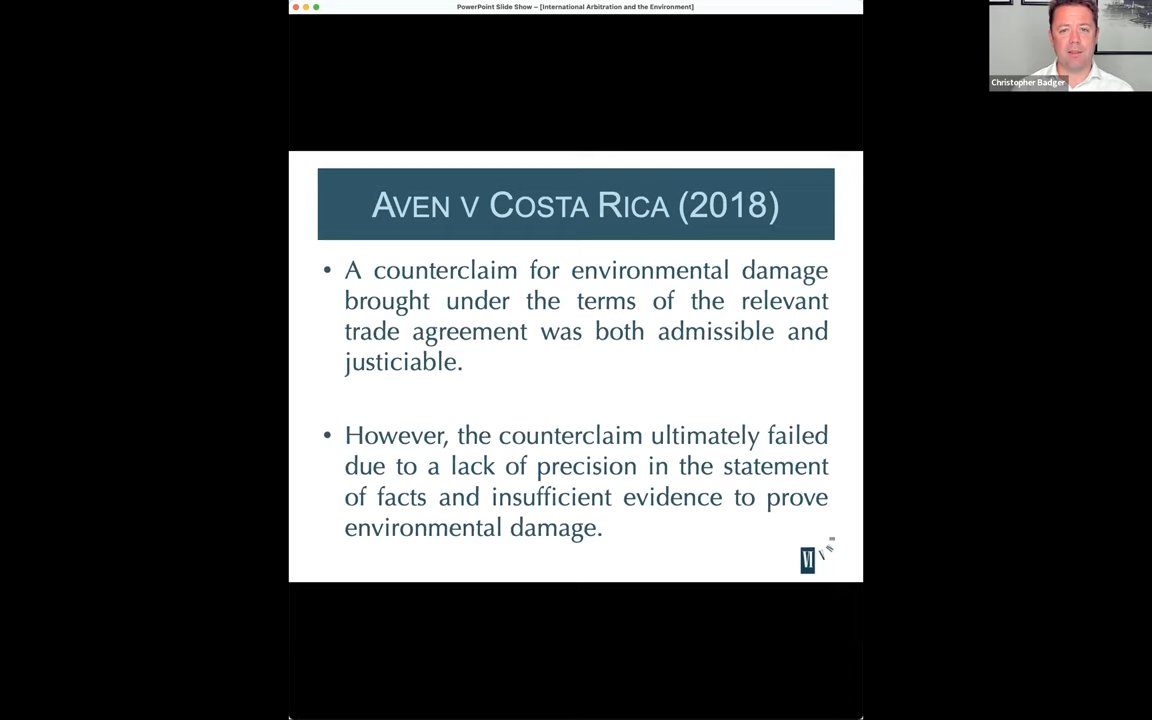 PowerPoint Slide Show – [International Arbitration and the Environment]
Christopher Badger
AVEN V COSTA RICA (2018)
• A counterclaim for environmental damage
brought under the terms of the relevant
trade agreement was both admissible and
justiciable.
• However, the counterclaim ultimately failed
due to a lack of precision in the statement
of facts and insufficient evidence to prove
environmental damage.